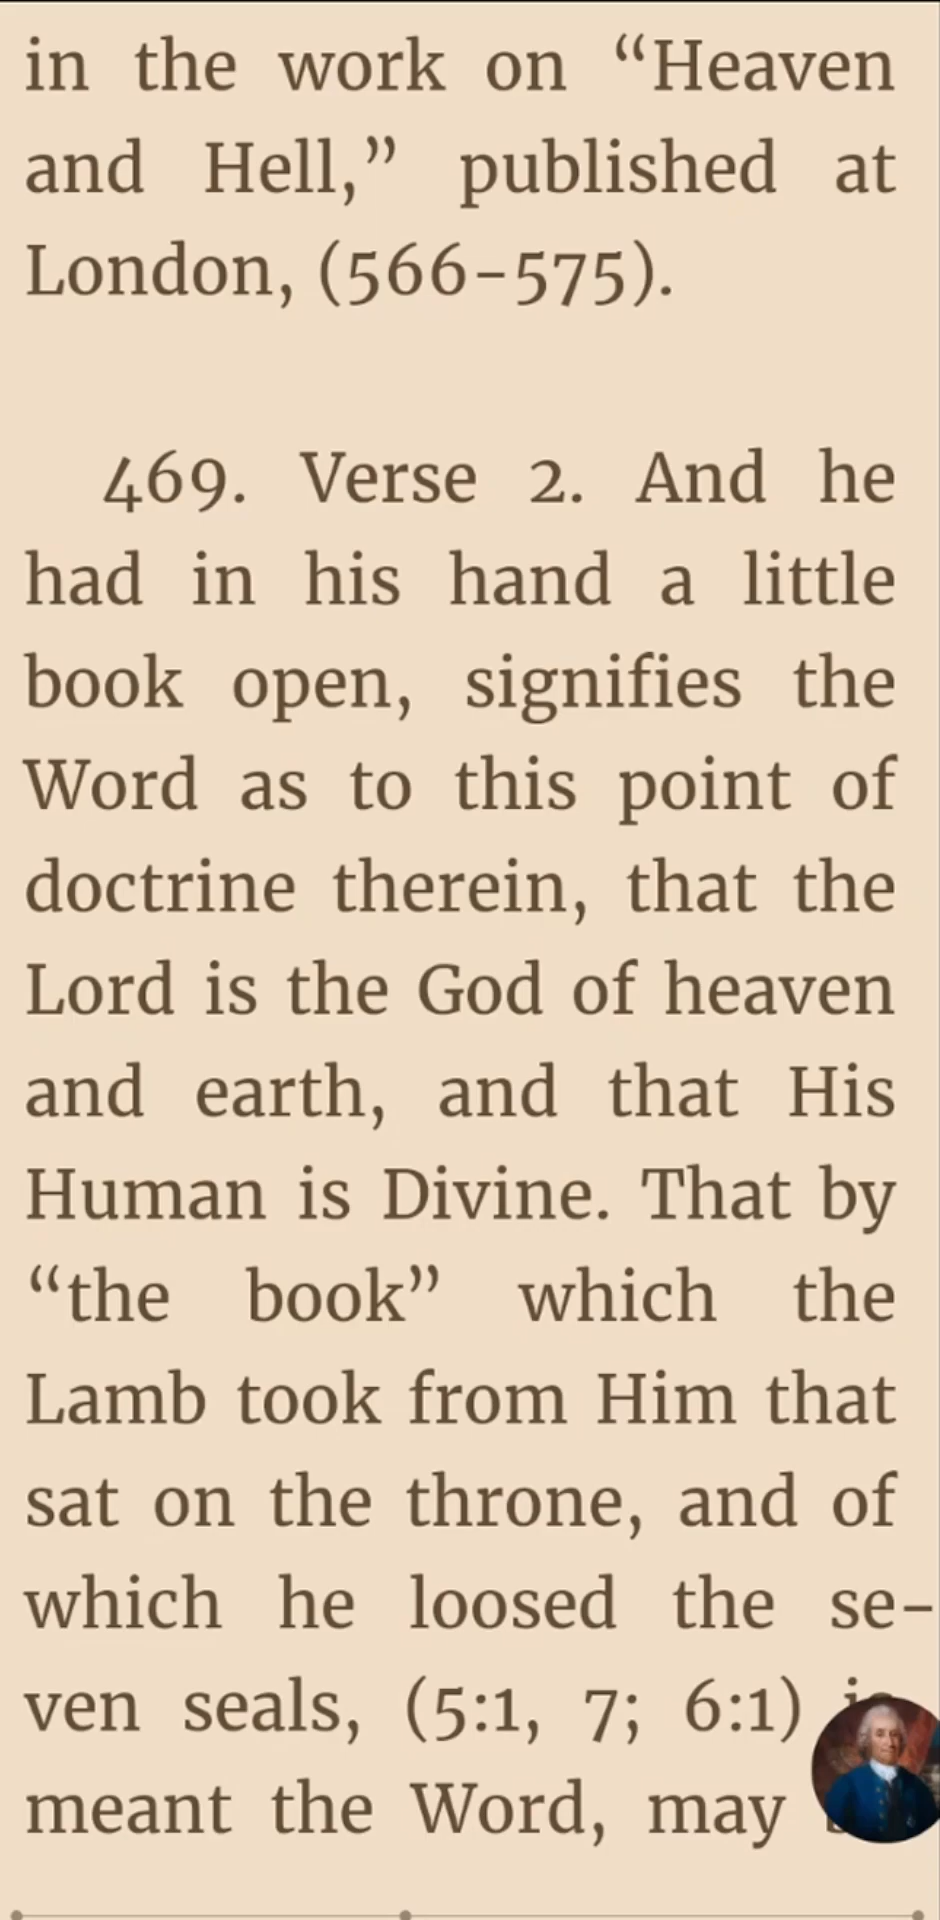 in the work on “Heaven
and Hell,” published at
London, (566-575).
469. Verse 2. And he
had in his hand a little
book open, signifies the
Word as to this point of
doctrine therein, that the
Lord is the God of heaven
and earth, and that His
Human is Divine. That by
“the book” which the
Lamb took from Him that
sat on the throne, and of
which he loosed the se-
ven seals, (5:1, 7; 6:1) is
meant the Word, may